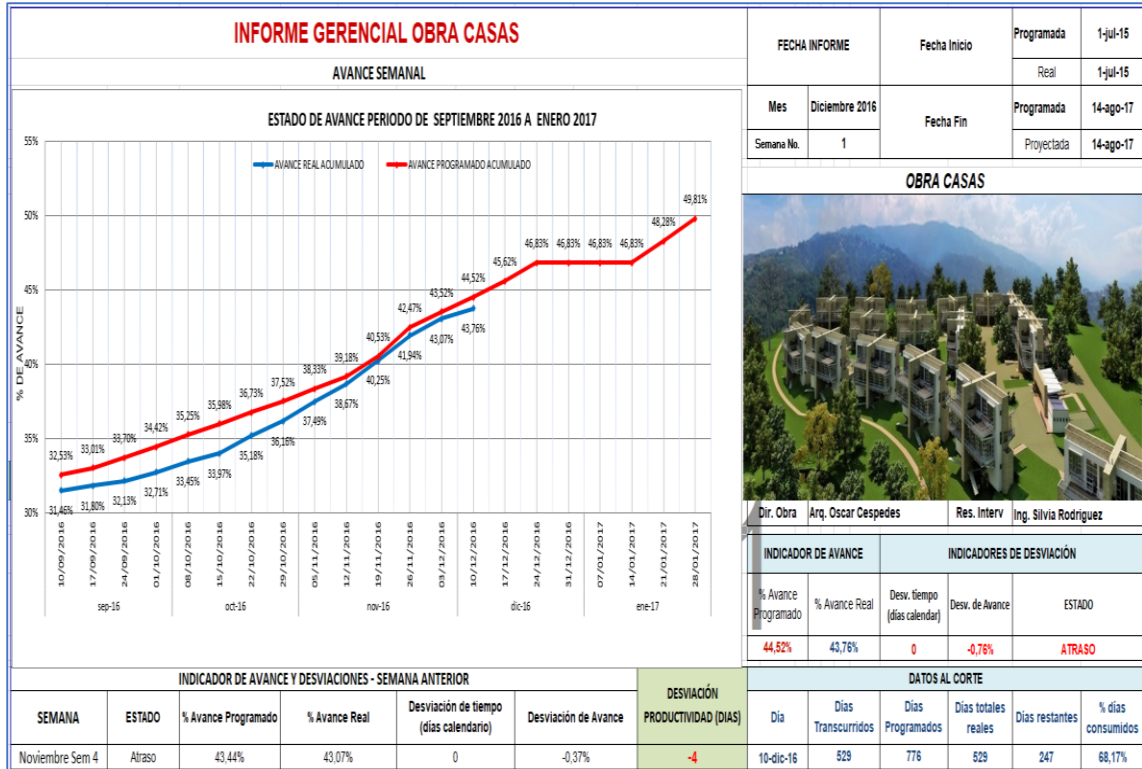 INFORME GERENCIAL OBRA CASAS
AVANCE SEMANAL
FECHA INFORME
Fecha Inicio
Programada 1-jul-15
Real 1-jul-15
Mes Diciembre 2016
Semana No. 1
Fecha Fin
Programada 14-ago-17
Proyectada 14-ago-17
ESTADO DE AVANCE PERIODO DE SEPTIEMBRE 2016 A ENERO 2017
AVANCE REAL ACUMULADO
AVANCE PROGRAMADO ACUMULADO
% DE AVANCE
55%
50%
45%
40%
35%
30%
32,53% 33,01% 33,70% 34,42% 35,25% 35,98% 36,73% 37,52% 38,33% 39,18% 40,53% 42,47% 43,52% 44,52% 45,62% 46,83% 46,83% 46,83% 46,83% 48,28% 49,81%
31,46% 31,80% 32,13% 32,71% 33,45% 33,97% 35,18% 36,16% 37,49% 38,67% 40,25% 41,94% 43,07% 43,76%
10/09/2016 17/09/2016 24/09/2016 01/10/2016 08/10/2016 15/10/2016 22/10/2016 29/10/2016 05/11/2016 12/11/2016 19/11/2016 26/11/2016 03/12/2016 10/12/2016 17/12/2016 24/12/2016 31/12/2016 07/01/2017 14/01/2017 21/01/2017 28/01/2017
sep-16 oct-16 nov-16 dic-16 ene-17
OBRA CASAS
Dir. Obra Arq. Oscar Cespedes Res. Interv Ing. Silvia Rodriguez
INDICADOR DE AVANCE INDICADORES DE DESVIACIÓN
% Avance Programado
% Avance Real
Desv. tiempo (días calendar)
Desv. de Avance
ESTADO
44,52% 43,76% 0 -0,76% ATRASO
INDICADOR DE AVANCE Y DESVIACIONES - SEMANA ANTERIOR
SEMANA
ESTADO
% Avance Programado
% Avance Real
Desviación de tiempo
(días calendario)
Desviación de Avance
DESVIACIÓN
PRODUCTIVIDAD (DIAS)
Noviembre Sem 4 Atraso 43,44% 43,07% 0 -0,37% -4
DATOS AL CORTE
Día
Días Transcurridos
Días Programados
Días totales reales
Días restantes
% días consumidos
10-dic-16 529 776 529 247 68,17%